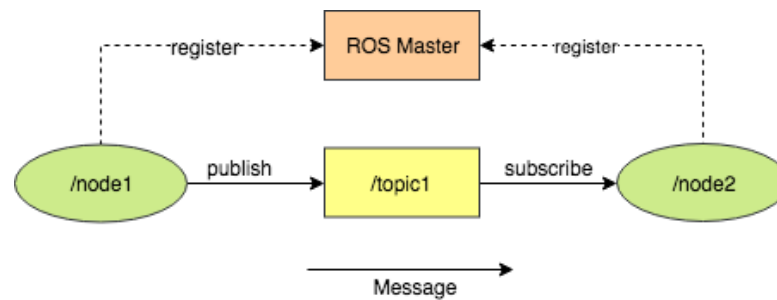 register
ROS Master
register
/node1
publish
/topic1
subscribe
/node2
Message